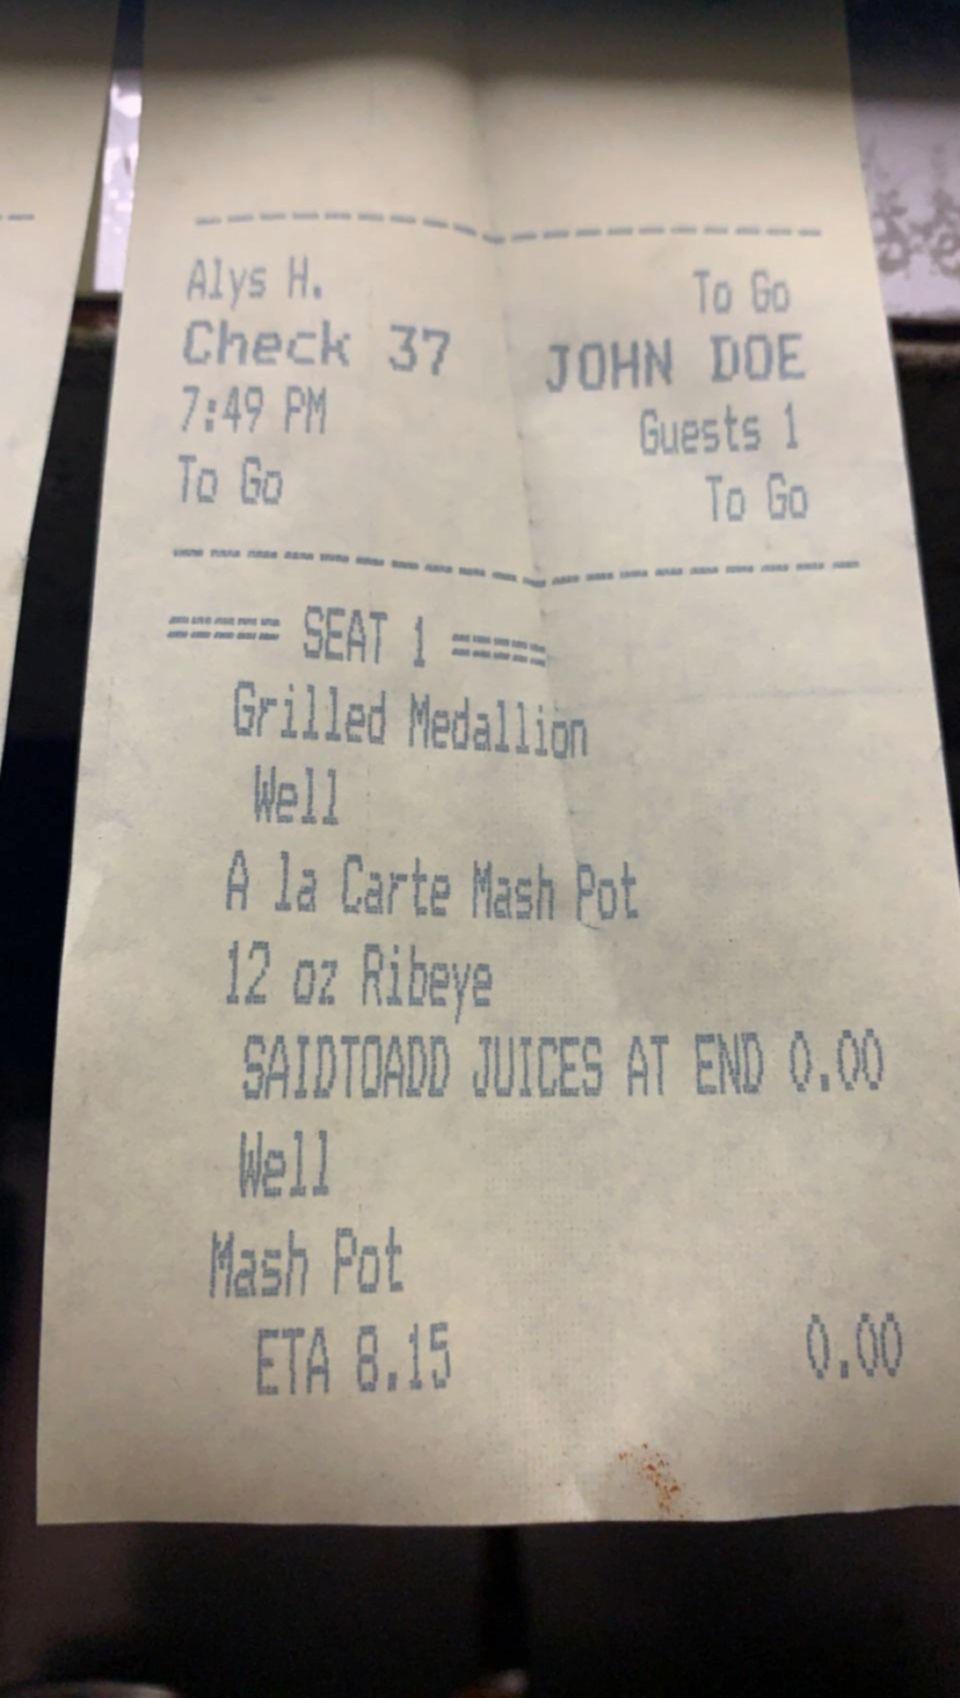 Alys H. To Go
Check 37 JOHN DOE
7:49 PM Guests 1
To Go To Go
==== SEAT 1 ====
Grilled Medallion
Well
A la Carte Mash Pot
12 oz Ribeye
SAIDTOADD JUICES AT END 0.00
Well
Mash Pot
ETA 8.15 0.00